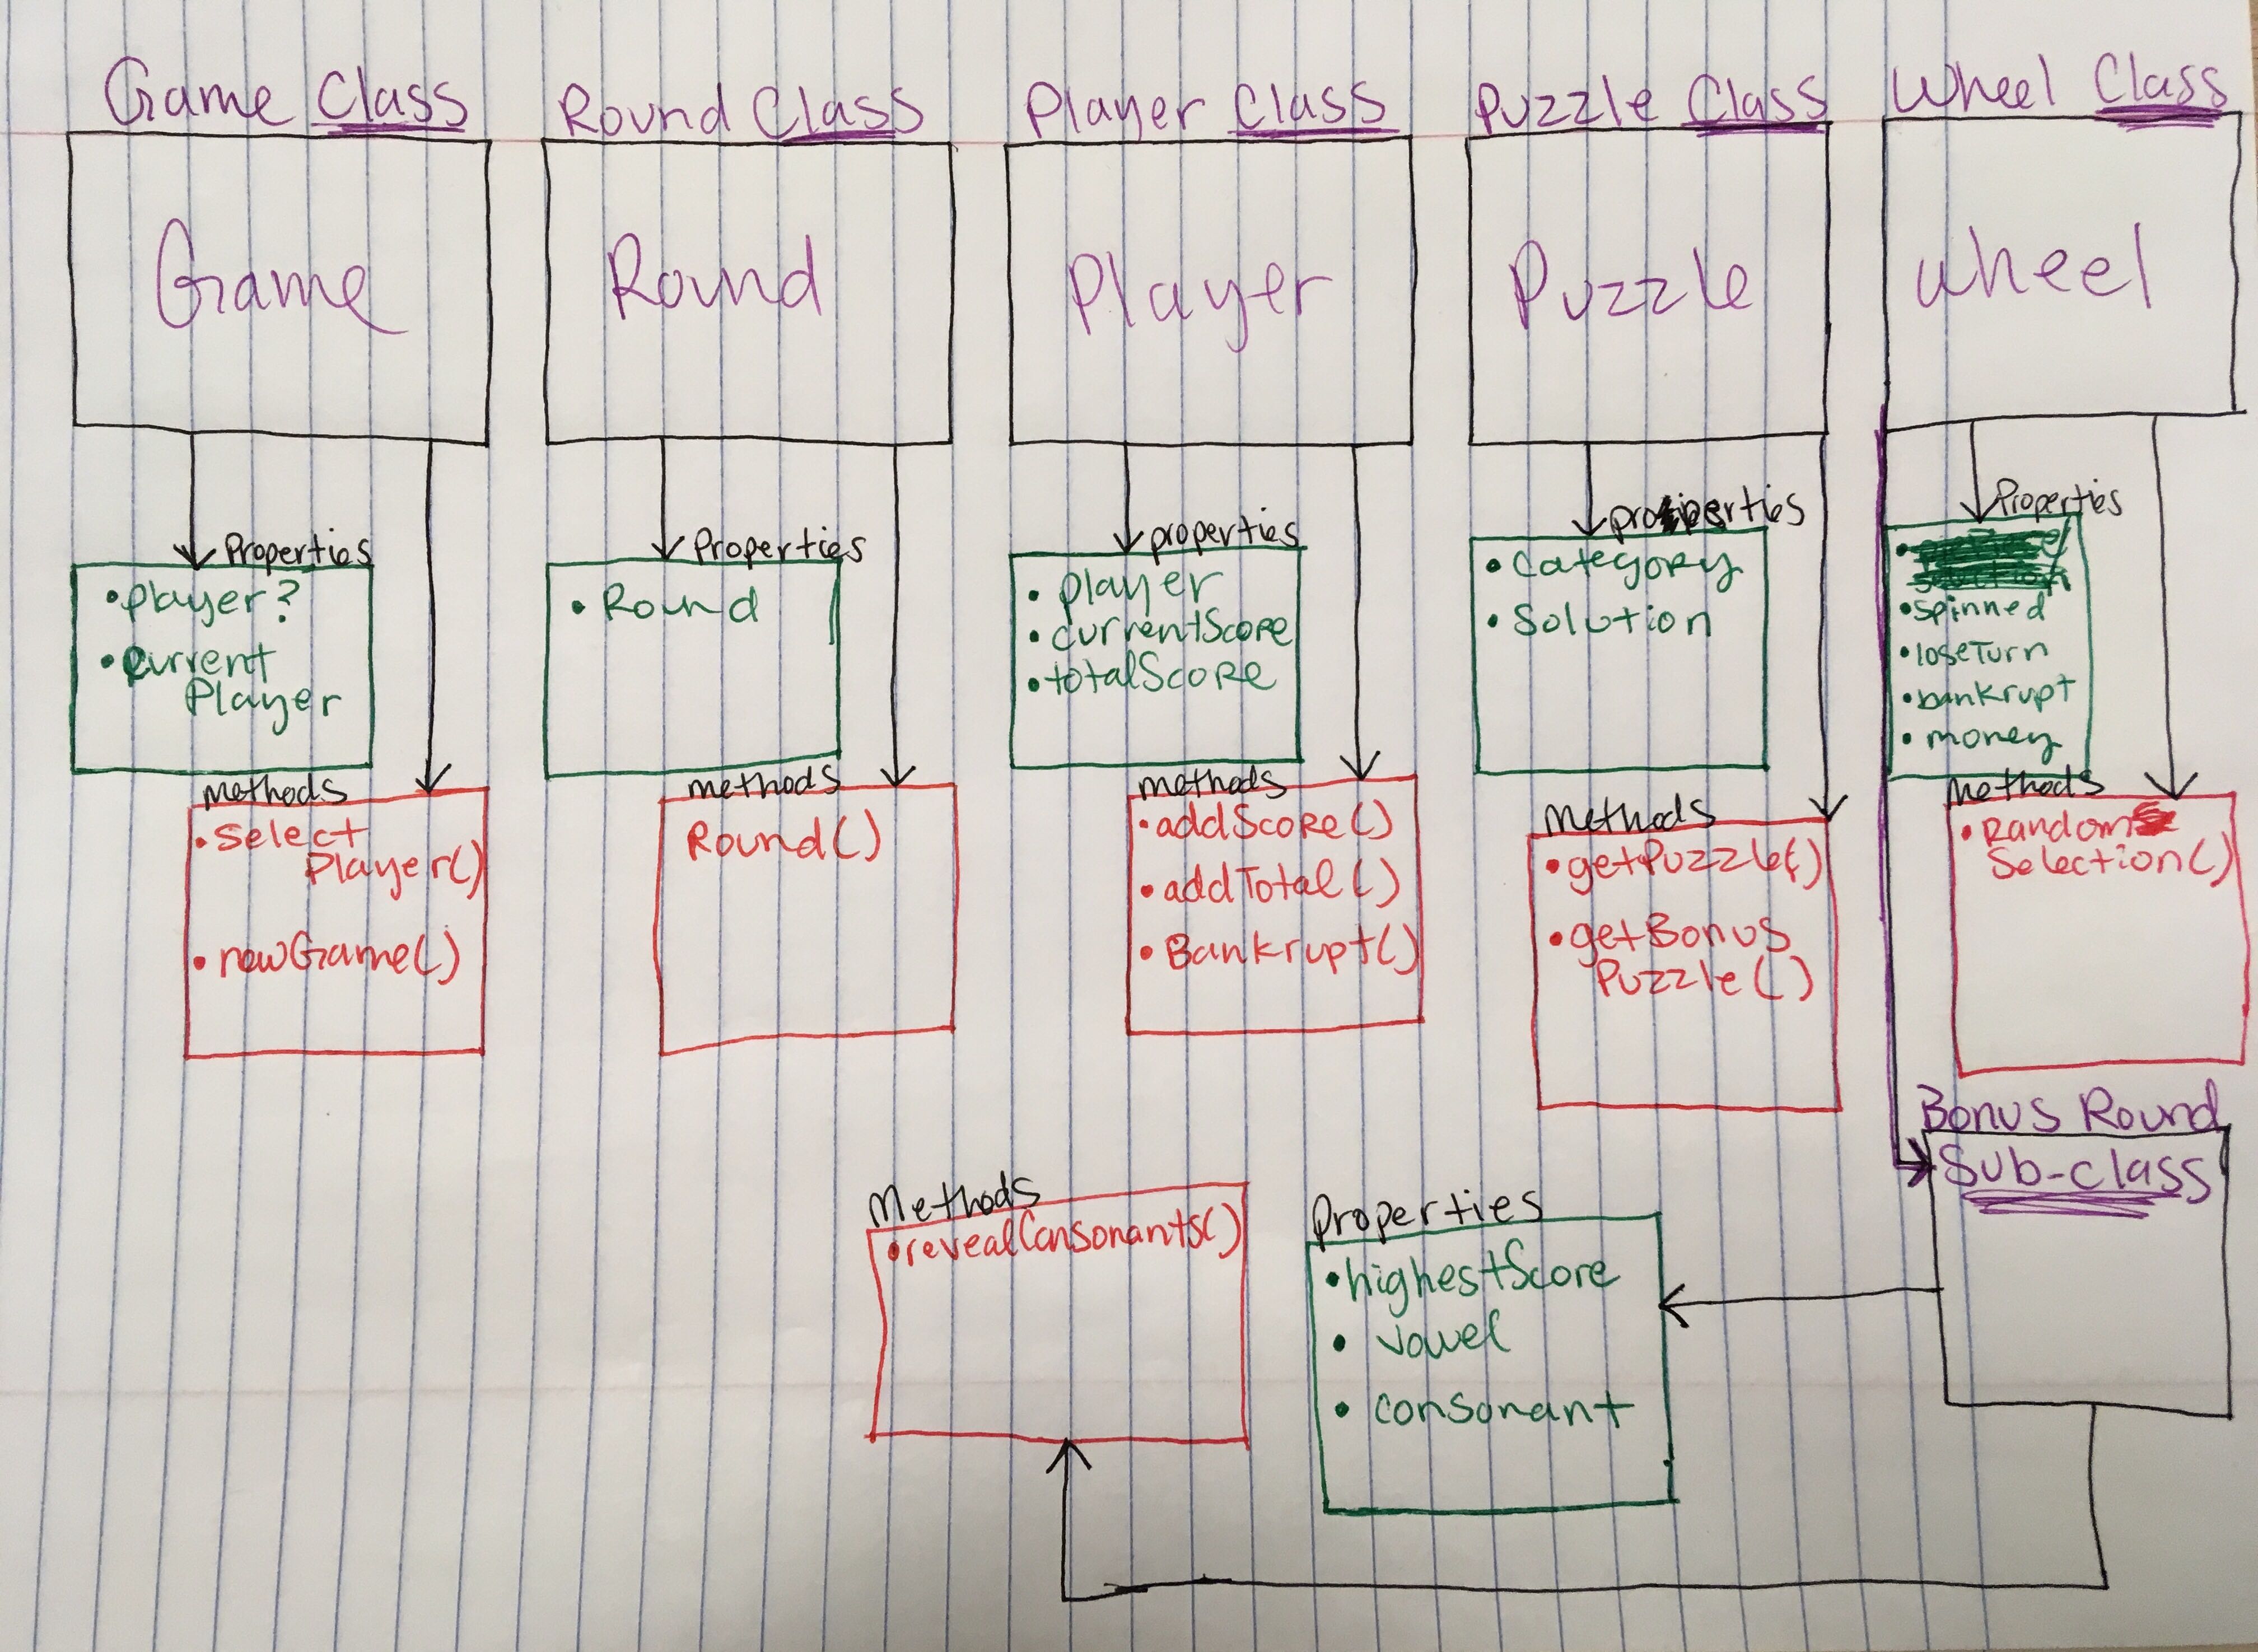 Game Class
Game
Properties
• player?
• current
Player
methods
• select
Player()
• newGame()
Round Class
Round
Properties
• Round
methods
Round()
Player Class
Player
properties
• player
• currentScore
• totalScore
methods
• addScore()
• addTotal()
• Bankrupt()
Puzzle Class
Puzzle
properties
• Category
• Solution
Methods
• getPuzzle()
• getBonus
Puzzle()
Wheel Class
wheel
Properties
• spinned
• loseTurn
• bankrupt
• money
methods
• Random
Selection()
Bonus Round
Sub-class
Properties
• highestScore
• vowel
• consonant
Methods
• revealConsonants()